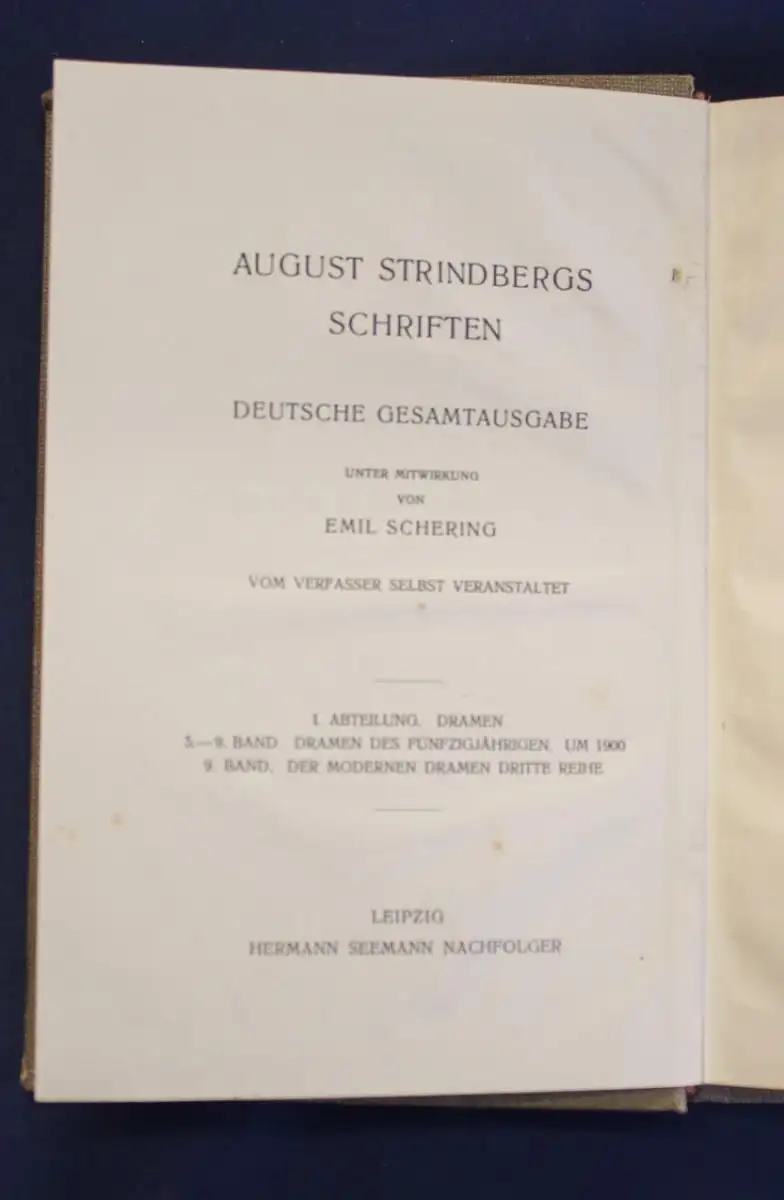 AUGUST STRINDBERGS
SCHRIFTEN
DEUTSCHE GESAMTAUSGABE
UNTER MITWIRKUNG
VON
EMIL SCHERING
VOM VERFASSER SELBST VERANSTALTET
I. ABTEILUNG. DRAMEN
5.—9. BAND. DRAMEN DES FÜNFZIGJÄHRIGEN. UM 1900
9. BAND. DER MODERNEN DRAMEN DRITTE REIHE
LEIPZIG
HERMANN SEEMANN NACHFOLGER